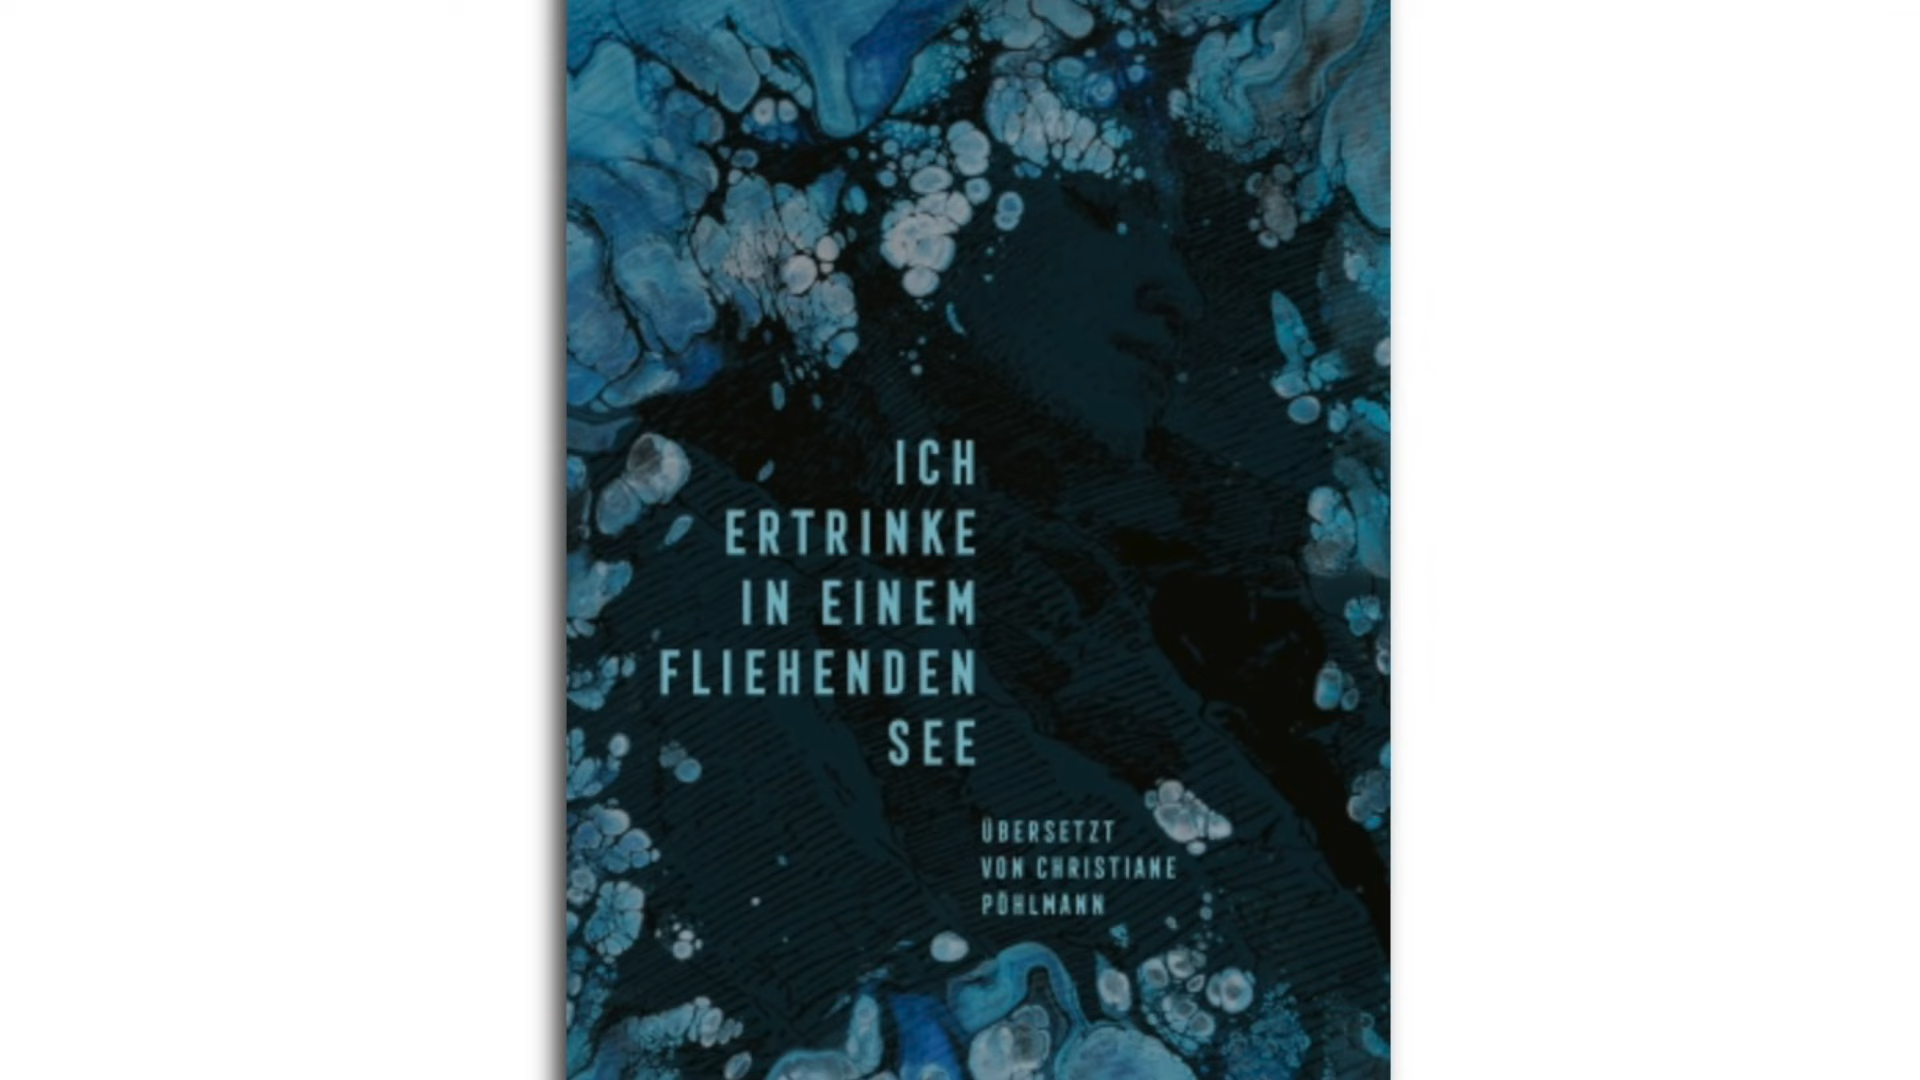 ICH
ERTRINKE
IN EINEM
FLIEHENDEN
SEE
ÜBERSETZT
VON CHRISTIANE
PÖHLMANN